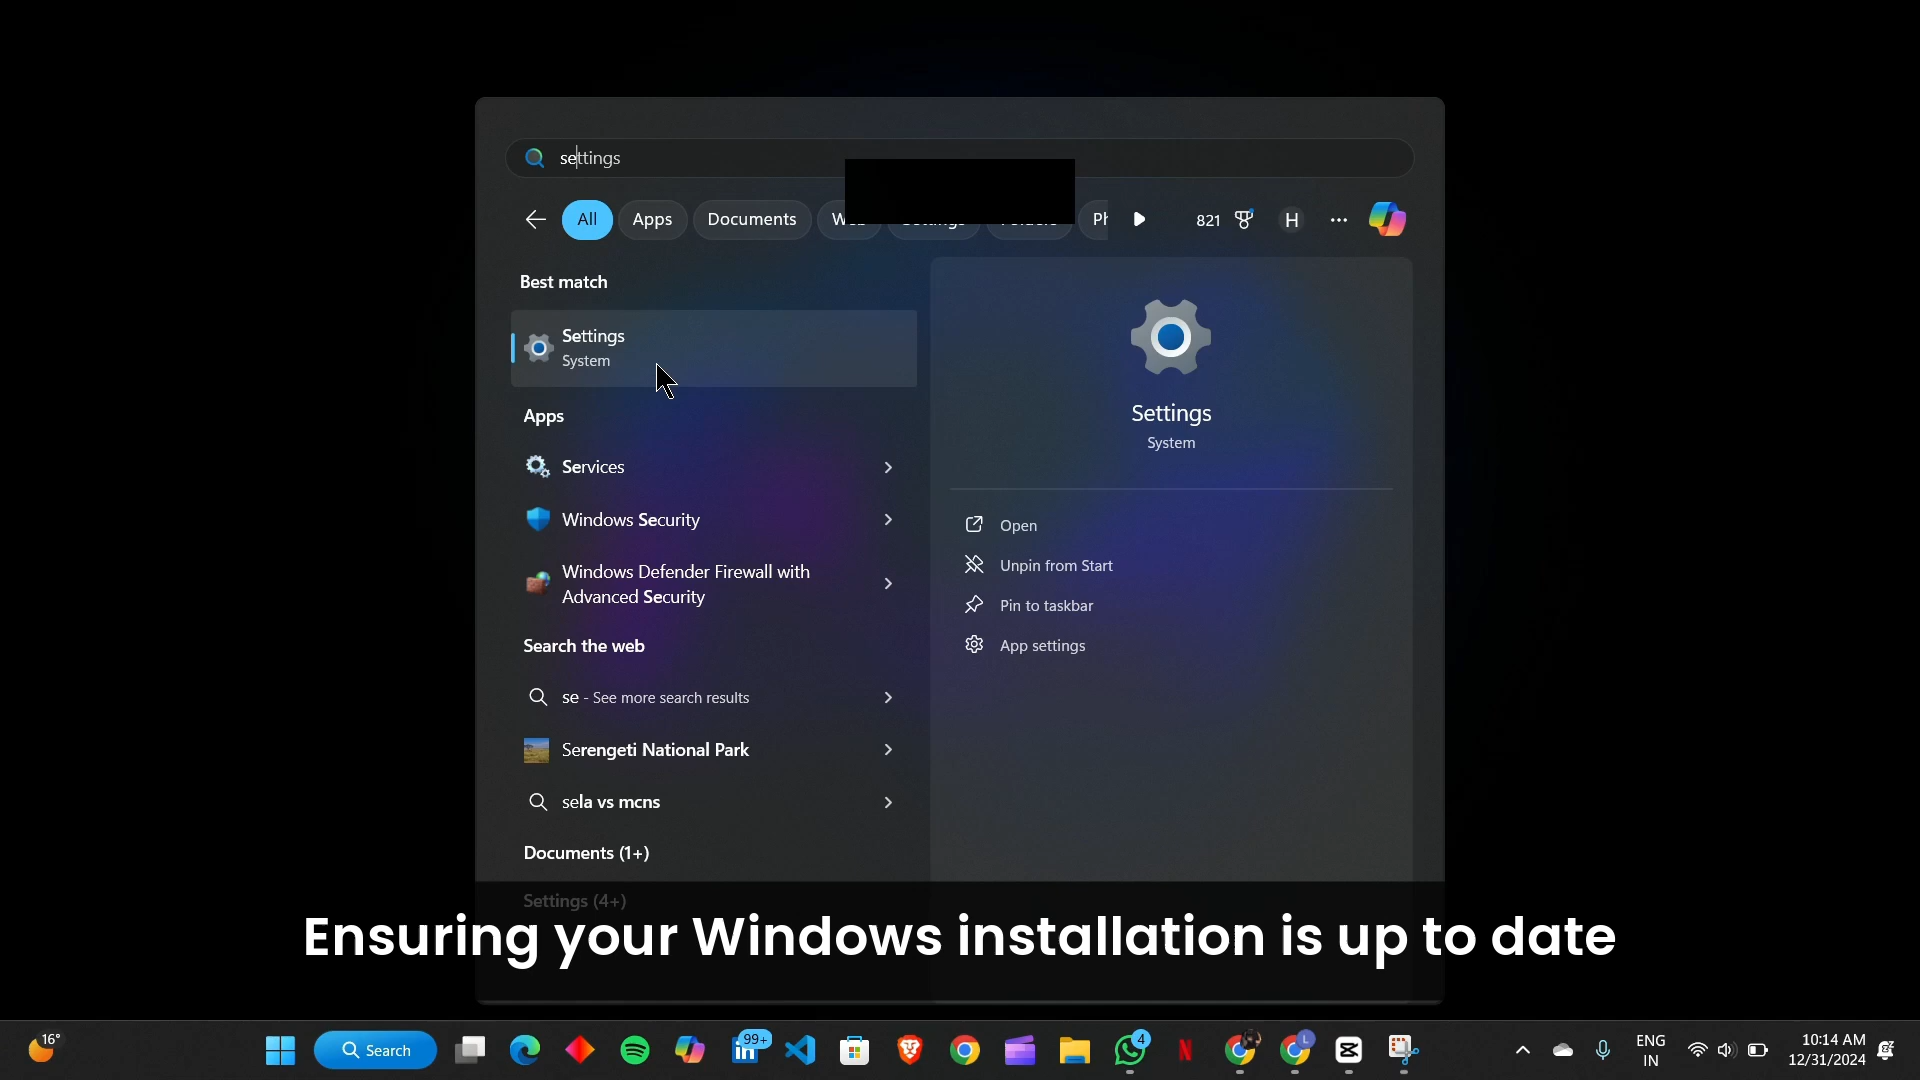 settings
All
Apps
Documents
821
H
Best match
Settings
System
Apps
Services
Windows Security
Windows Defender Firewall with
Advanced Security
Search the web
se - See more search results
Serengeti National Park
sela vs mcns
Documents (1+)
Settings (4+)
Settings
System
Open
Unpin from Start
Pin to taskbar
App settings
Ensuring your Windows installation is up to date
16°
Search
99+
4
L
ENG
IN
10:14 AM
12/31/2024